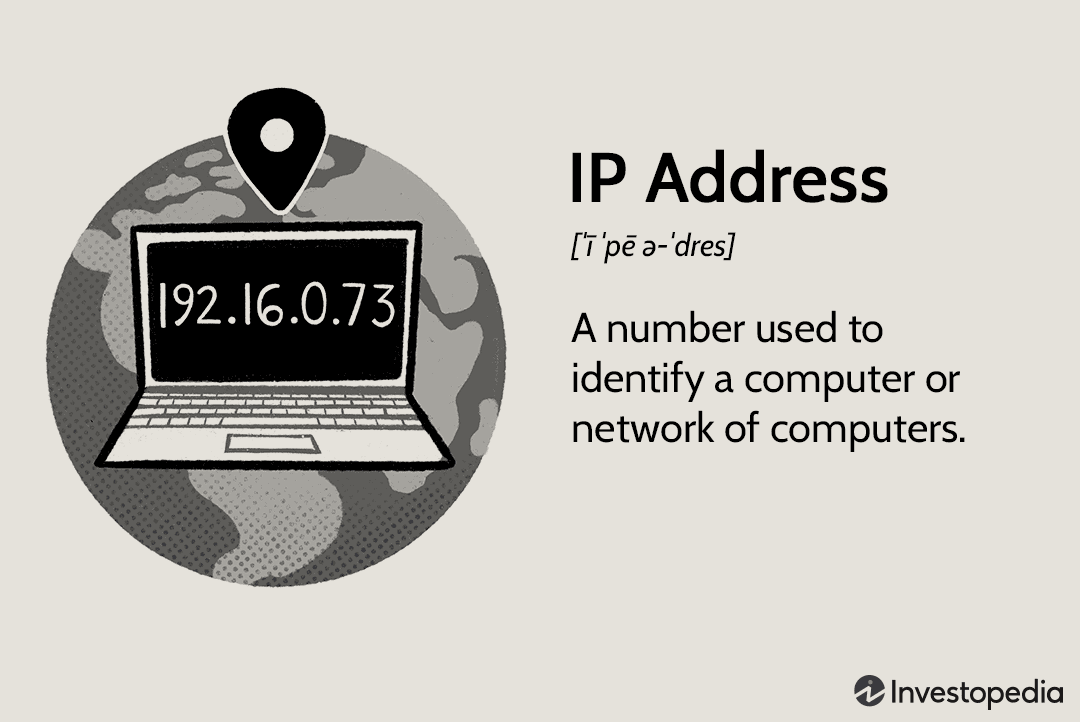 192.16.0.73
IP Address
[ˈī ˈpē ə-ˈdres]
A number used to
identify a computer or
network of computers.
Investopedia